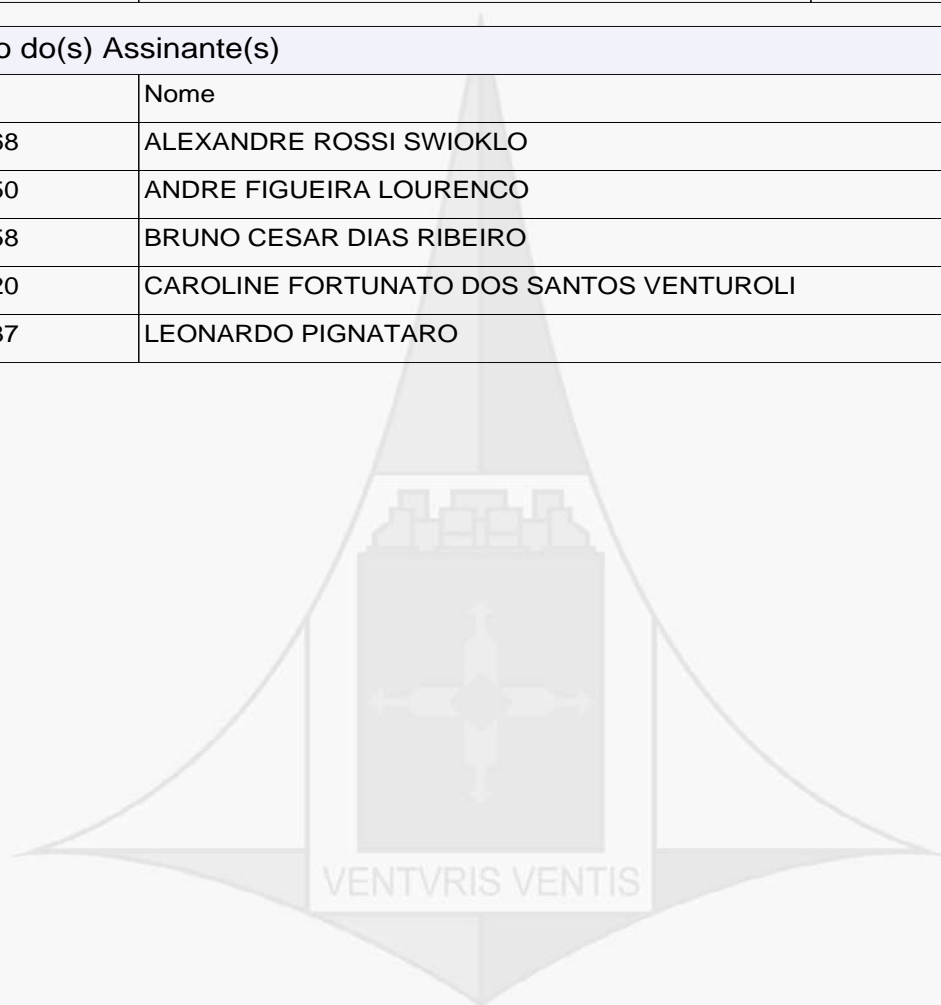 o do(s) Assinante(s)
Nome
68 ALEXANDRE ROSSI SWIOKLO
50 ANDRE FIGUEIRA LOURENCO
58 BRUNO CESAR DIAS RIBEIRO
20 CAROLINE FORTUNATO DOS SANTOS VENTUROLI
37 LEONARDO PIGNATARO
VENTVRIS VENTIS